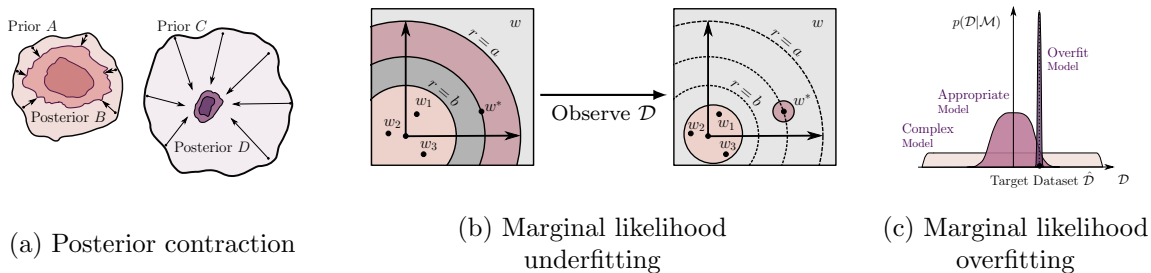 Prior A
Posterior B
Prior C
Posterior D
(a) Posterior contraction
w
r = a
r = b
w*
w₁
w₂
w₃
Observe 𝒟
w
r = a
r = b
w*
w₁
w₂
w₃
(b) Marginal likelihood
underfitting
p(𝒟|ℳ)
Overfit
Model
Appropriate
Model
Complex
Model
Target Dataset 𝒟̂
𝒟
(c) Marginal likelihood
overfitting